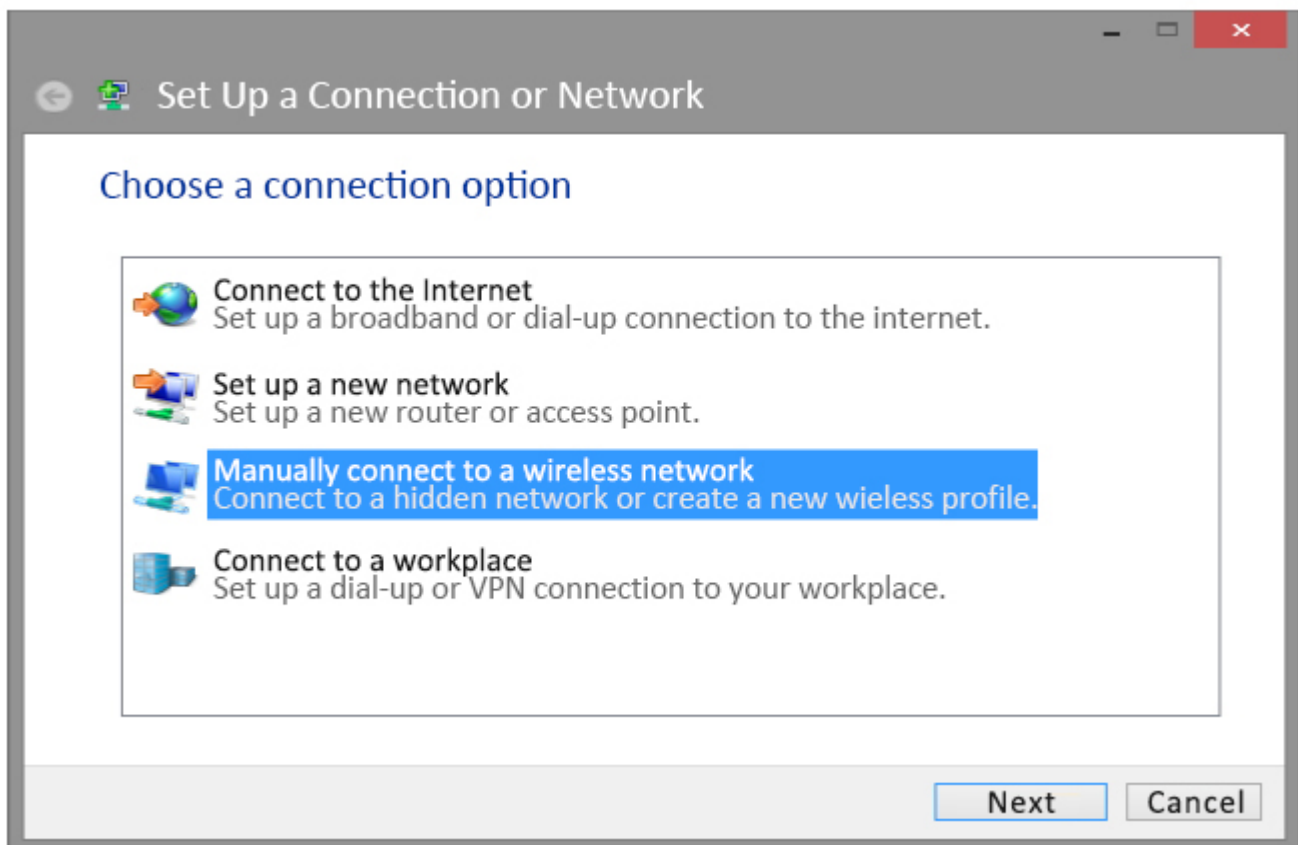 Set Up a Connection or Network
Choose a connection option
Connect to the Internet
Set up a broadband or dial-up connection to the internet.
Set up a new network
Set up a new router or access point.
Manually connect to a wireless network
Connect to a hidden network or create a new wieless profile.
Connect to a workplace
Set up a dial-up or VPN connection to your workplace.
Next Cancel